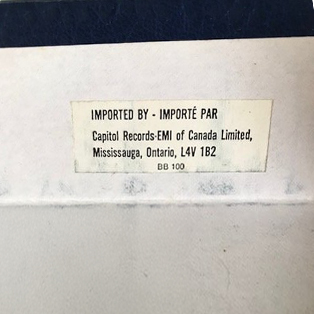 IMPORTED BY - IMPORTÉ PAR
Capitol Records-EMI of Canada Limited,
Mississauga, Ontario, L4V 1B2
BB 100